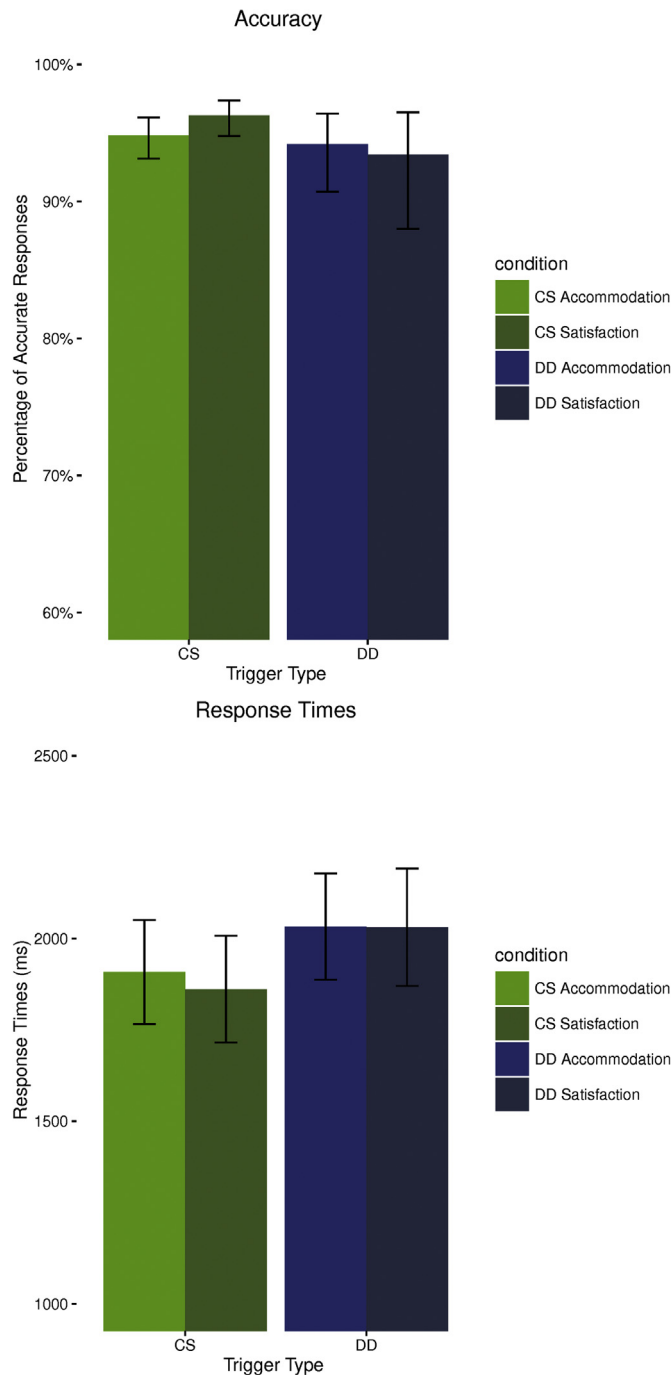 Accuracy
100%
90%
80%
70%
60%
Percentage of Accurate Responses
CS
DD
Trigger Type
condition
CS Accommodation
CS Satisfaction
DD Accommodation
DD Satisfaction
Response Times
2500
2000
1500
1000
Response Times (ms)
CS
DD
Trigger Type
condition
CS Accommodation
CS Satisfaction
DD Accommodation
DD Satisfaction